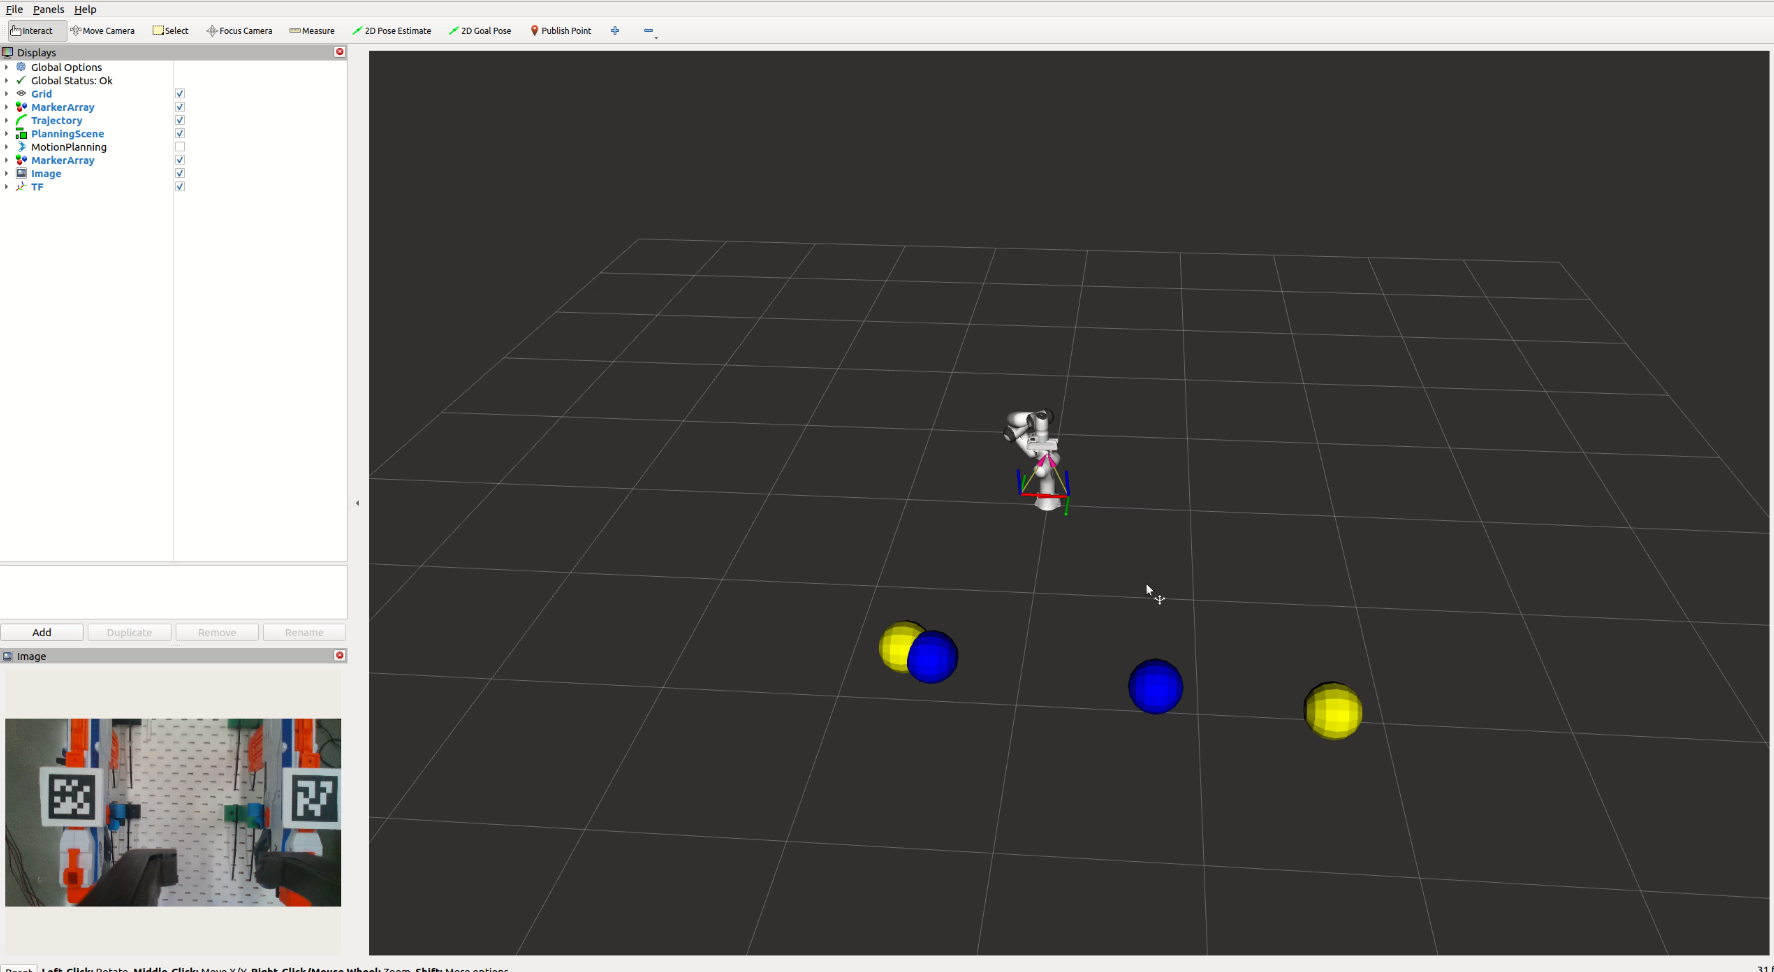 File Panels Help
Interact Move Camera Select Focus Camera Measure 2D Pose Estimate 2D Goal Pose Publish Point
Displays
Global Options
Global Status: Ok
Grid
MarkerArray
Trajectory
PlanningScene
MotionPlanning
MarkerArray
Image
TF
Add Duplicate Remove Rename
Image
Left-Click: Rotate. Middle-Click: Move X/Y. Right-Click/Mouse Wheel: Zoom. Shift: More options.